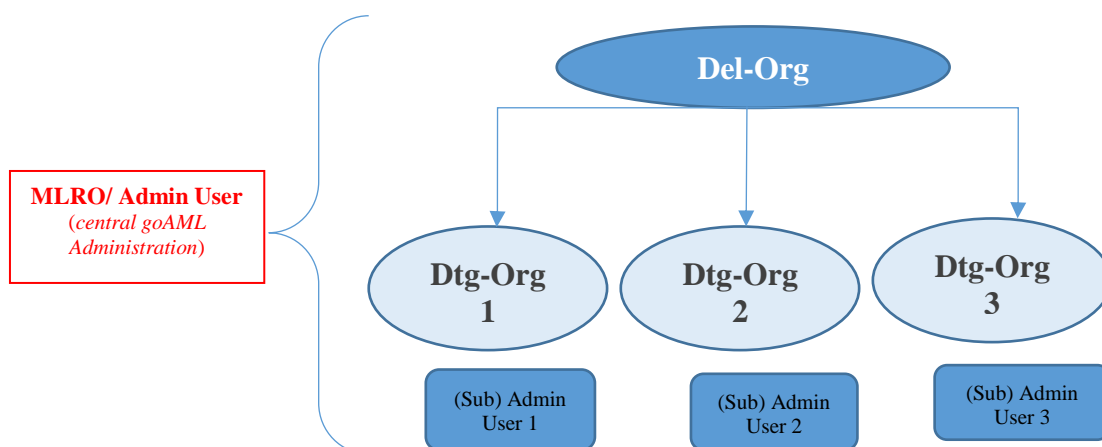 Del-Org
MLRO/ Admin User
(central goAML
Administration)
Dtg-Org
1
Dtg-Org
2
Dtg-Org
3
(Sub) Admin
User 1
(Sub) Admin
User 2
(Sub) Admin
User 3